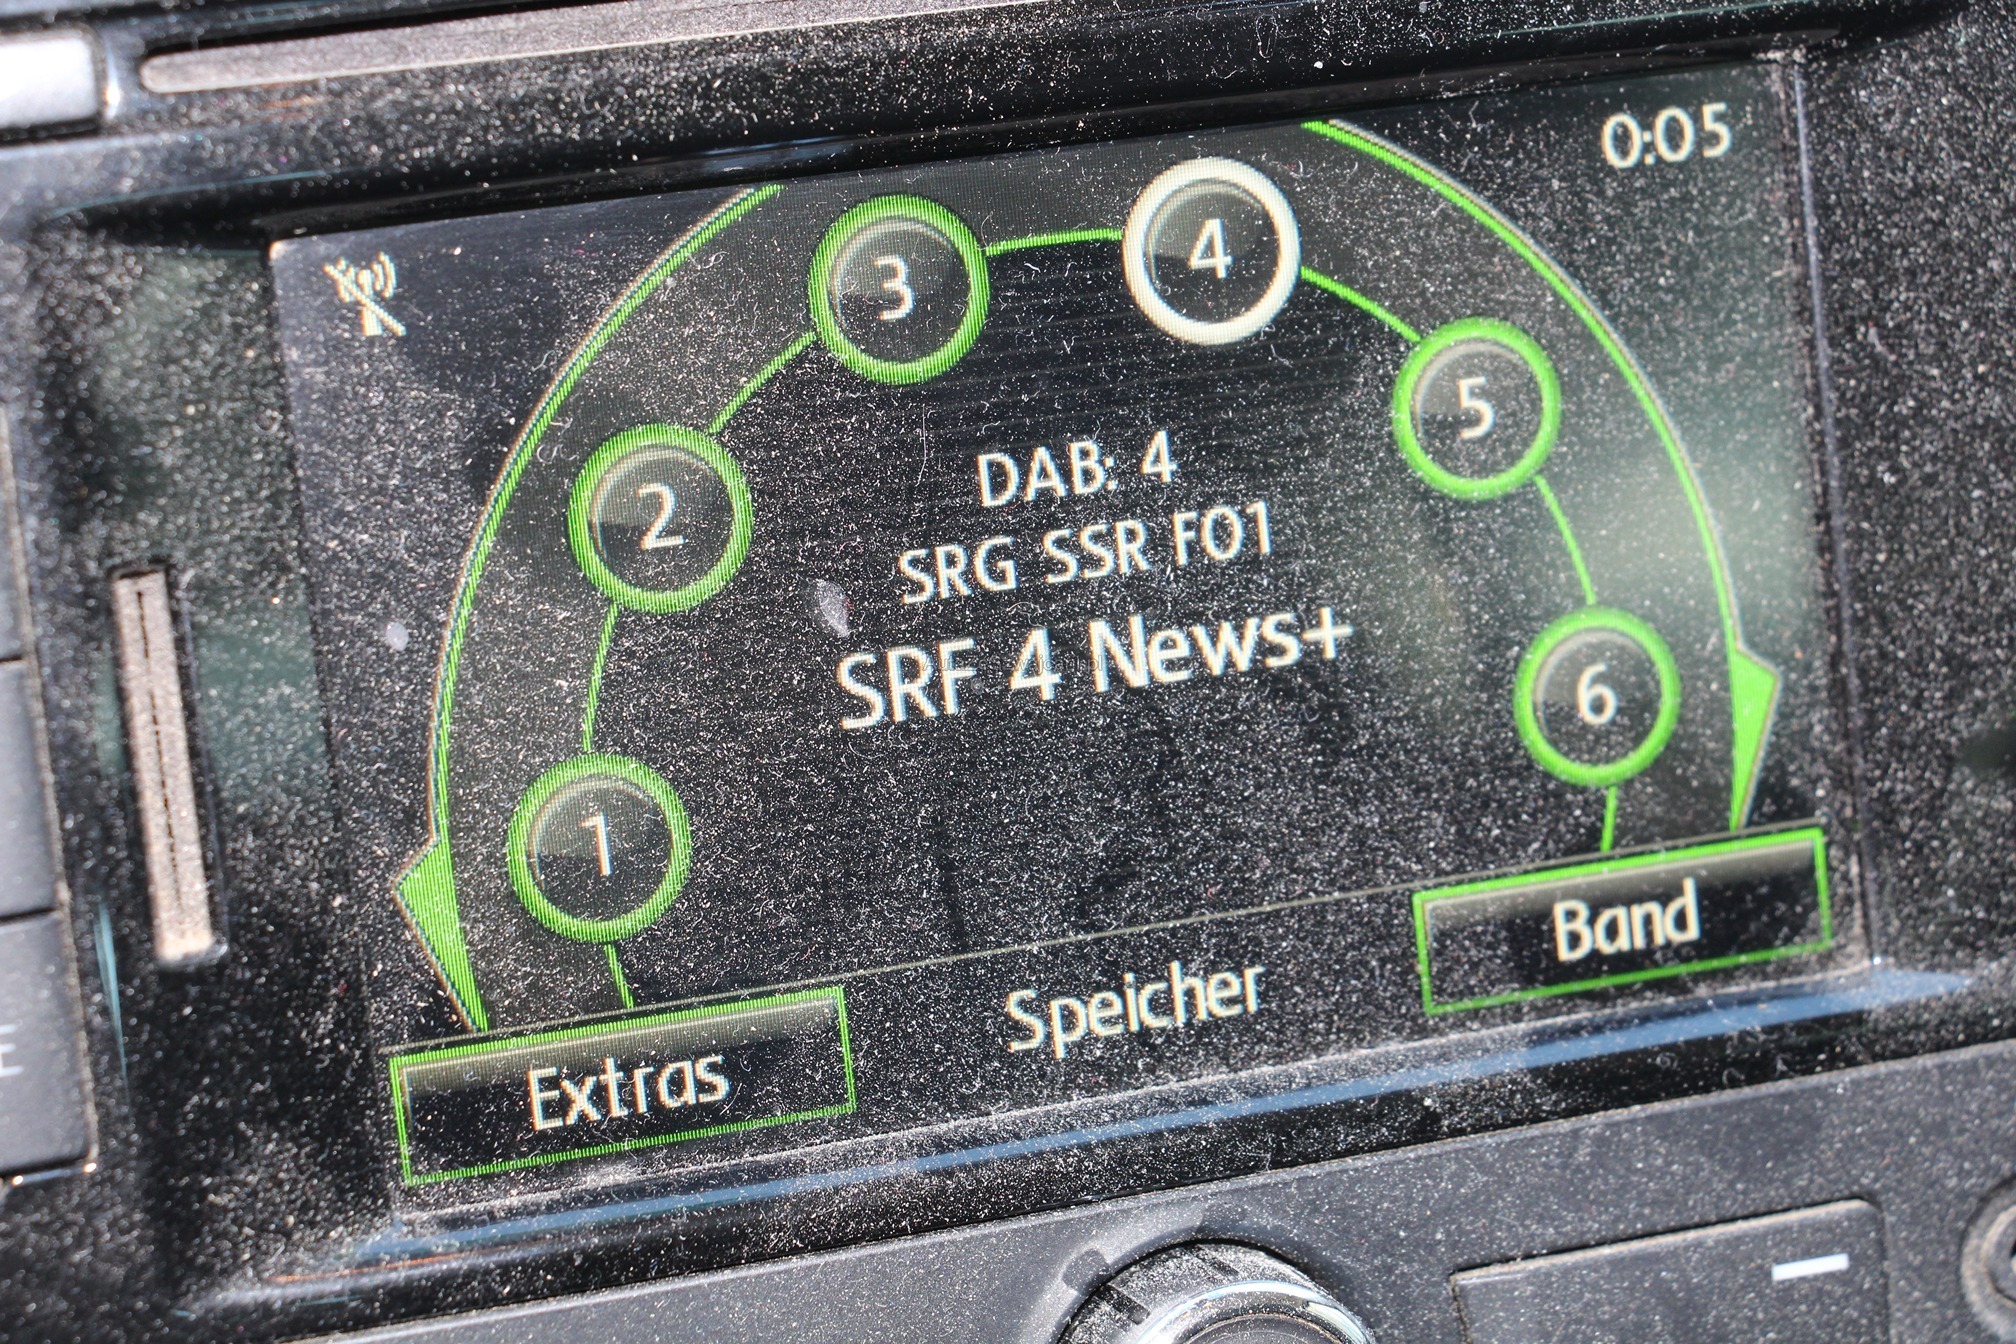 0:05
1
2
3
4
5
6
DAB: 4
SRG SSR F01
SRF 4 News+
Extras
Speicher
Band